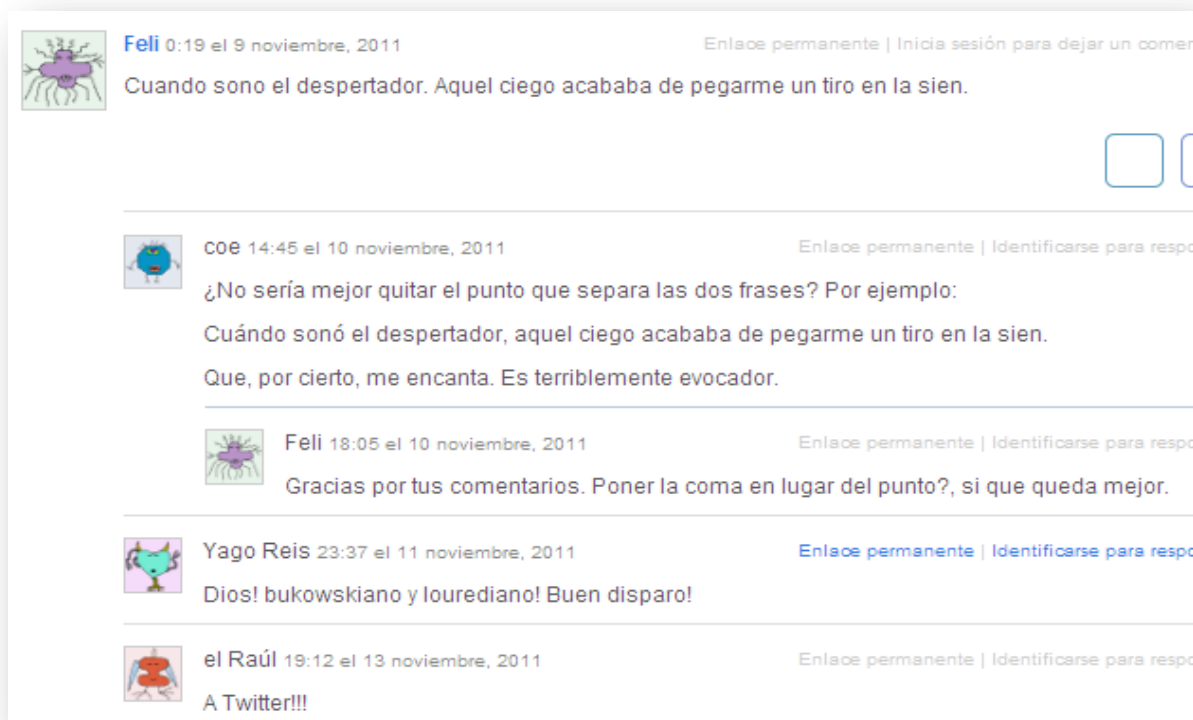 Feli 0:19 el 9 noviembre, 2011 Enlace permanente | Inicia sesión para dejar un
Cuando sono el despertador. Aquel ciego acababa de pegarme un tiro en la sien.
coe 14:45 el 10 noviembre, 2011 Enlace permanente | Identificarse para
¿No sería mejor quitar el punto que separa las dos frases? Por ejemplo:
Cuándo sonó el despertador, aquel ciego acababa de pegarme un tiro en la sien.
Que, por cierto, me encanta. Es terriblemente evocador.
Feli 18:05 el 10 noviembre, 2011 Enlace permanente | Identificarse para
Gracias por tus comentarios. Poner la coma en lugar del punto?, si que queda mejor.
Yago Reis 23:37 el 11 noviembre, 2011 Enlace permanente | Identificarse para
Dios! bukowskiano y lourediano! Buen disparo!
el Raúl 19:12 el 13 noviembre, 2011 Enlace permanente | Identificarse para
A Twitter!!!